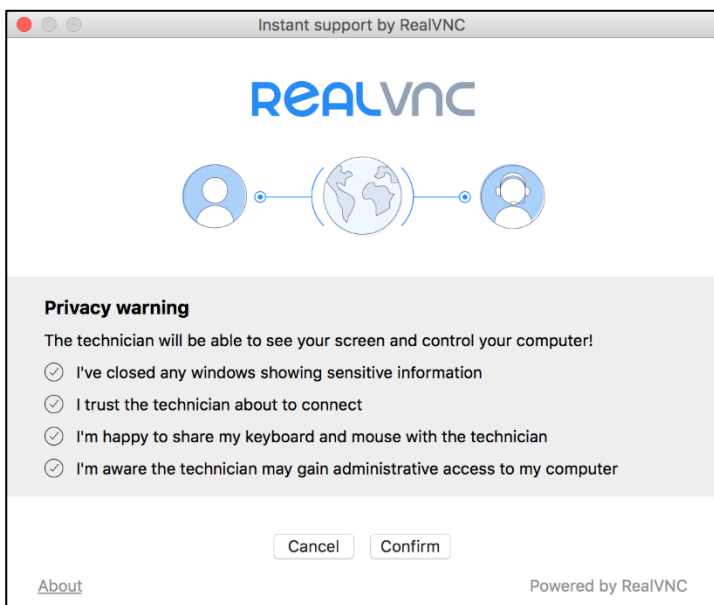 Instant support by RealVNC
REALVNC
Privacy warning
The technician will be able to see your screen and control your computer!
I've closed any windows showing sensitive information
I trust the technician about to connect
I'm happy to share my keyboard and mouse with the technician
I'm aware the technician may gain administrative access to my computer
Cancel Confirm
About Powered by RealVNC